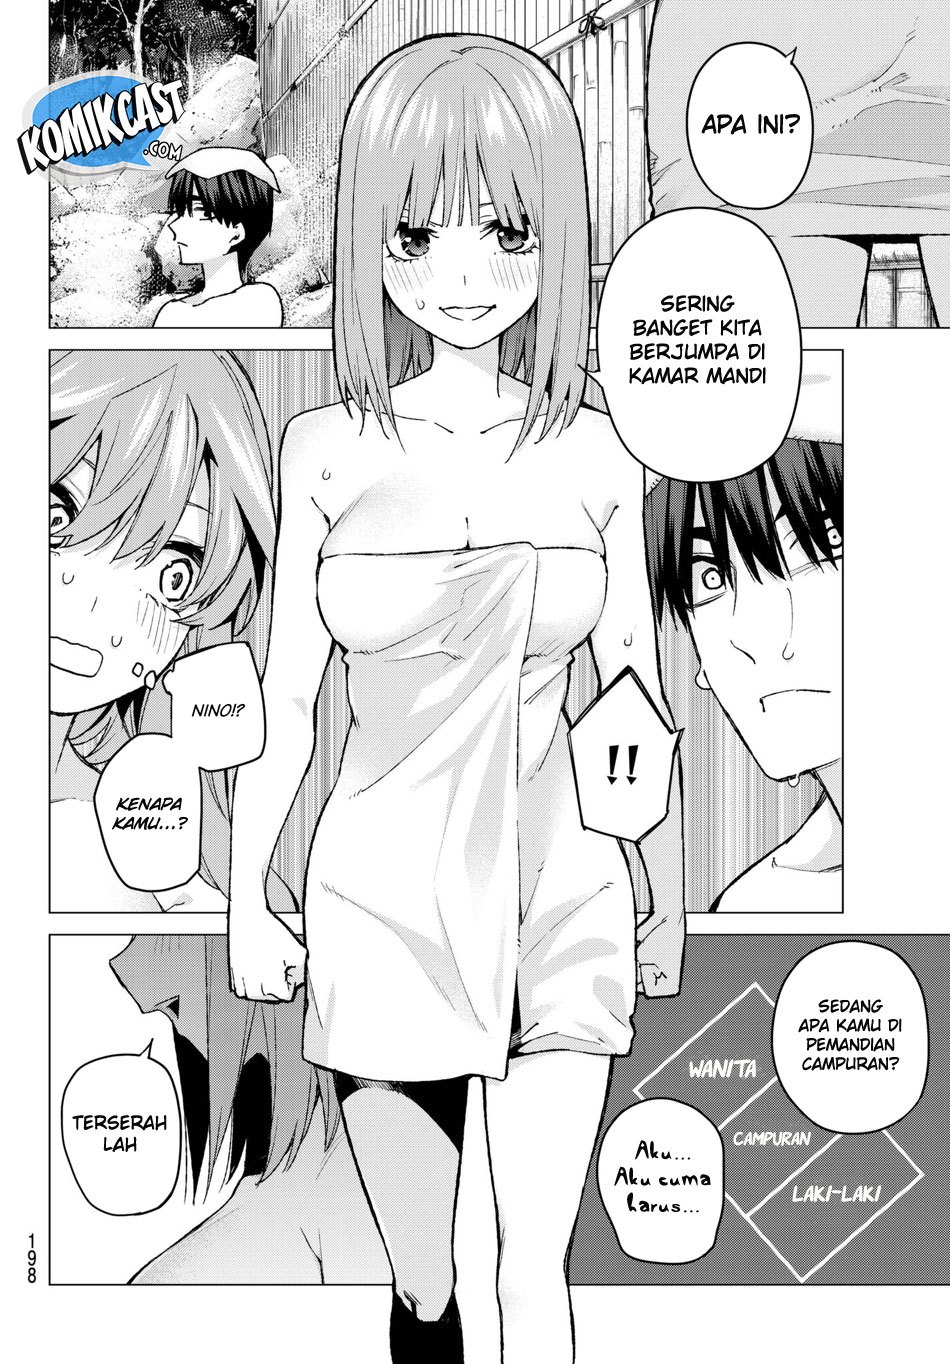 KOMIKCAST
.COM
APA INI?
SERING
BANGET KITA
BERJUMPA DI
KAMAR MANDI
NINO!?
KENAPA
KAMU...?
!!
SEDANG
APA KAMU DI
PEMANDIAN
CAMPURAN?
WANITA
CAMPURAN
LAKI-LAKI
Aku...
Aku cuma
harus...
TERSERAH
LAH
198